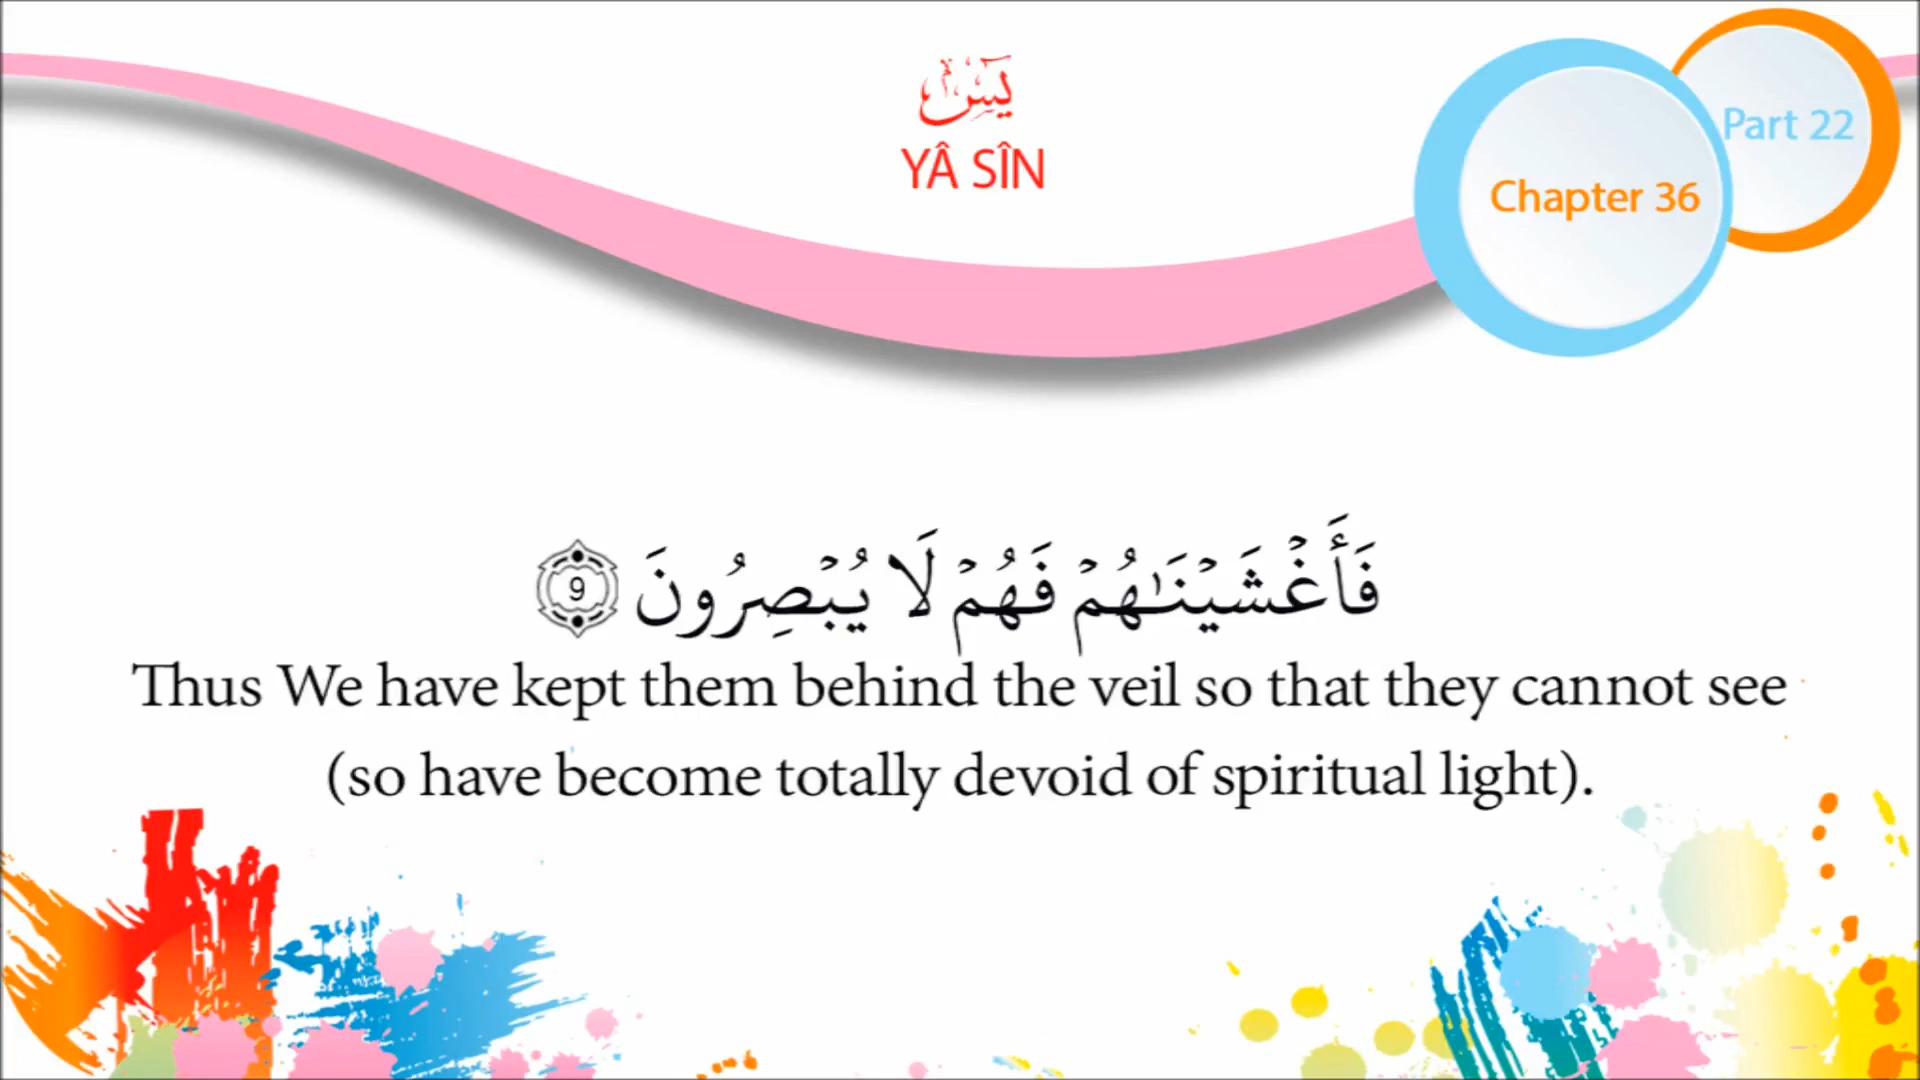 يَسٓ
YÂ SÎN
Part 22
Chapter 36
فَأَغْشَيْنَٰهُمْ فَهُمْ لَا يُبْصِرُونَ 9
Thus We have kept them behind the veil so that they cannot see
(so have become totally devoid of spiritual light).